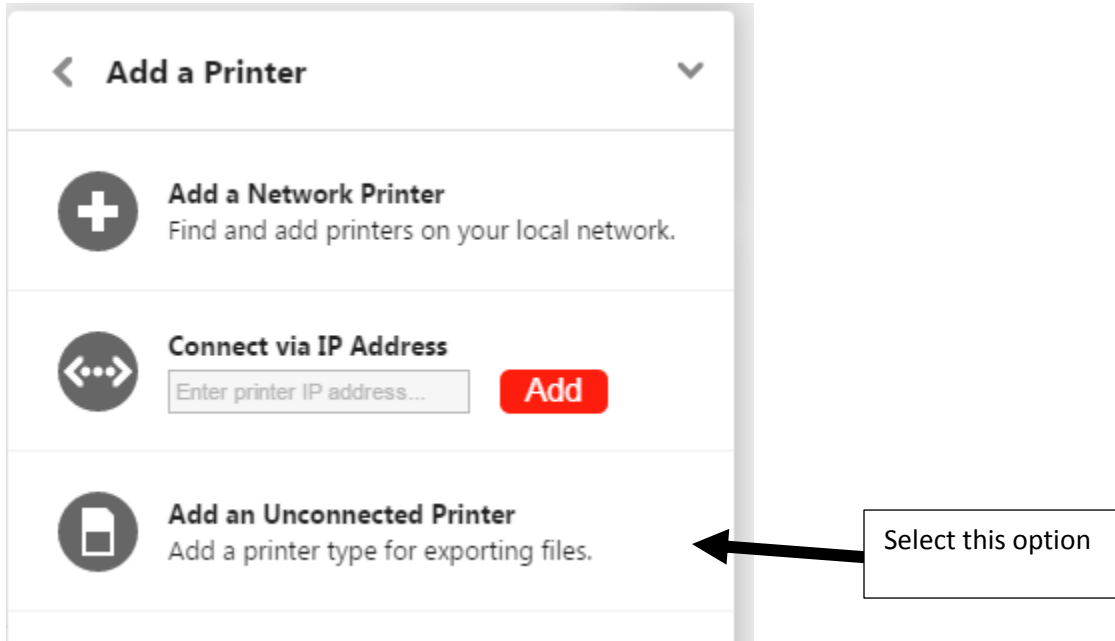 Add a Printer
Add a Network Printer
Find and add printers on your local network.
Connect via IP Address
Enter printer IP address...
Add
Add an Unconnected Printer
Add a printer type for exporting files.
Select this option